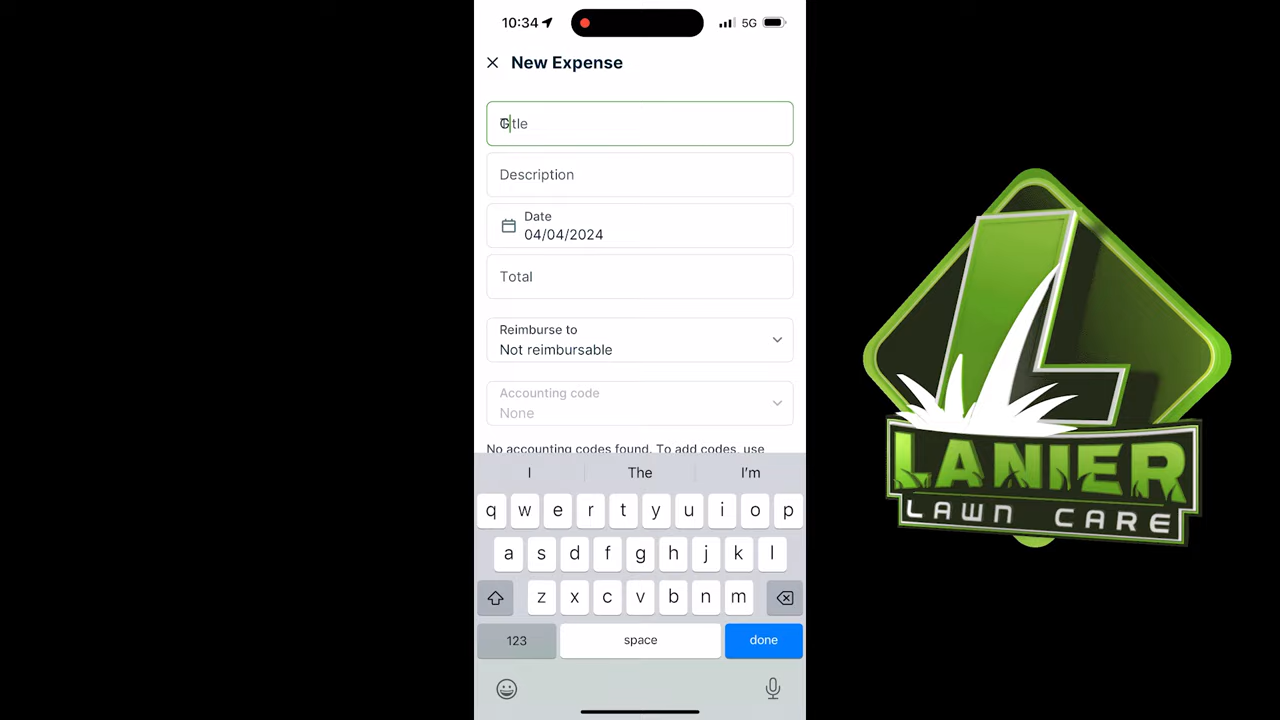 10:34
5G
New Expense
Title
Description
Date
04/04/2024
Total
Reimburse to
Not reimbursable
Accounting code
None
No accounting codes found. To add codes, use
I The I'm
q w e r t y u i o p
a s d f g h j k l
z x c v b n m
123 space done
L
LANIER
LAWN CARE